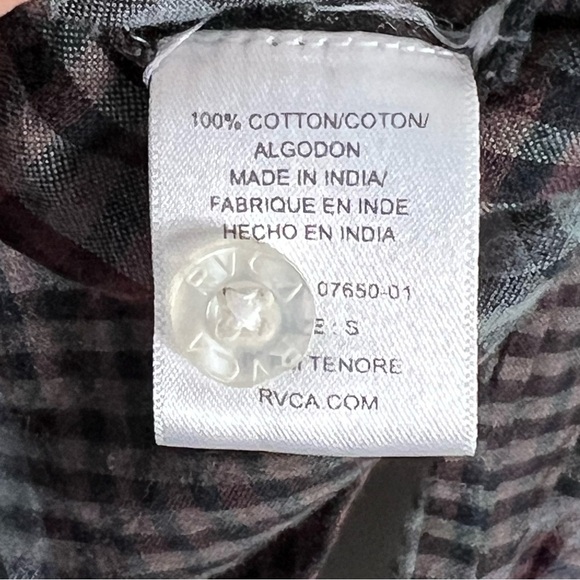 100% COTTON/COTON/
ALGODON
MADE IN INDIA/
FABRIQUE EN INDE
HECHO EN INDIA
07650-01
E: S
TENORE
RVCA.COM